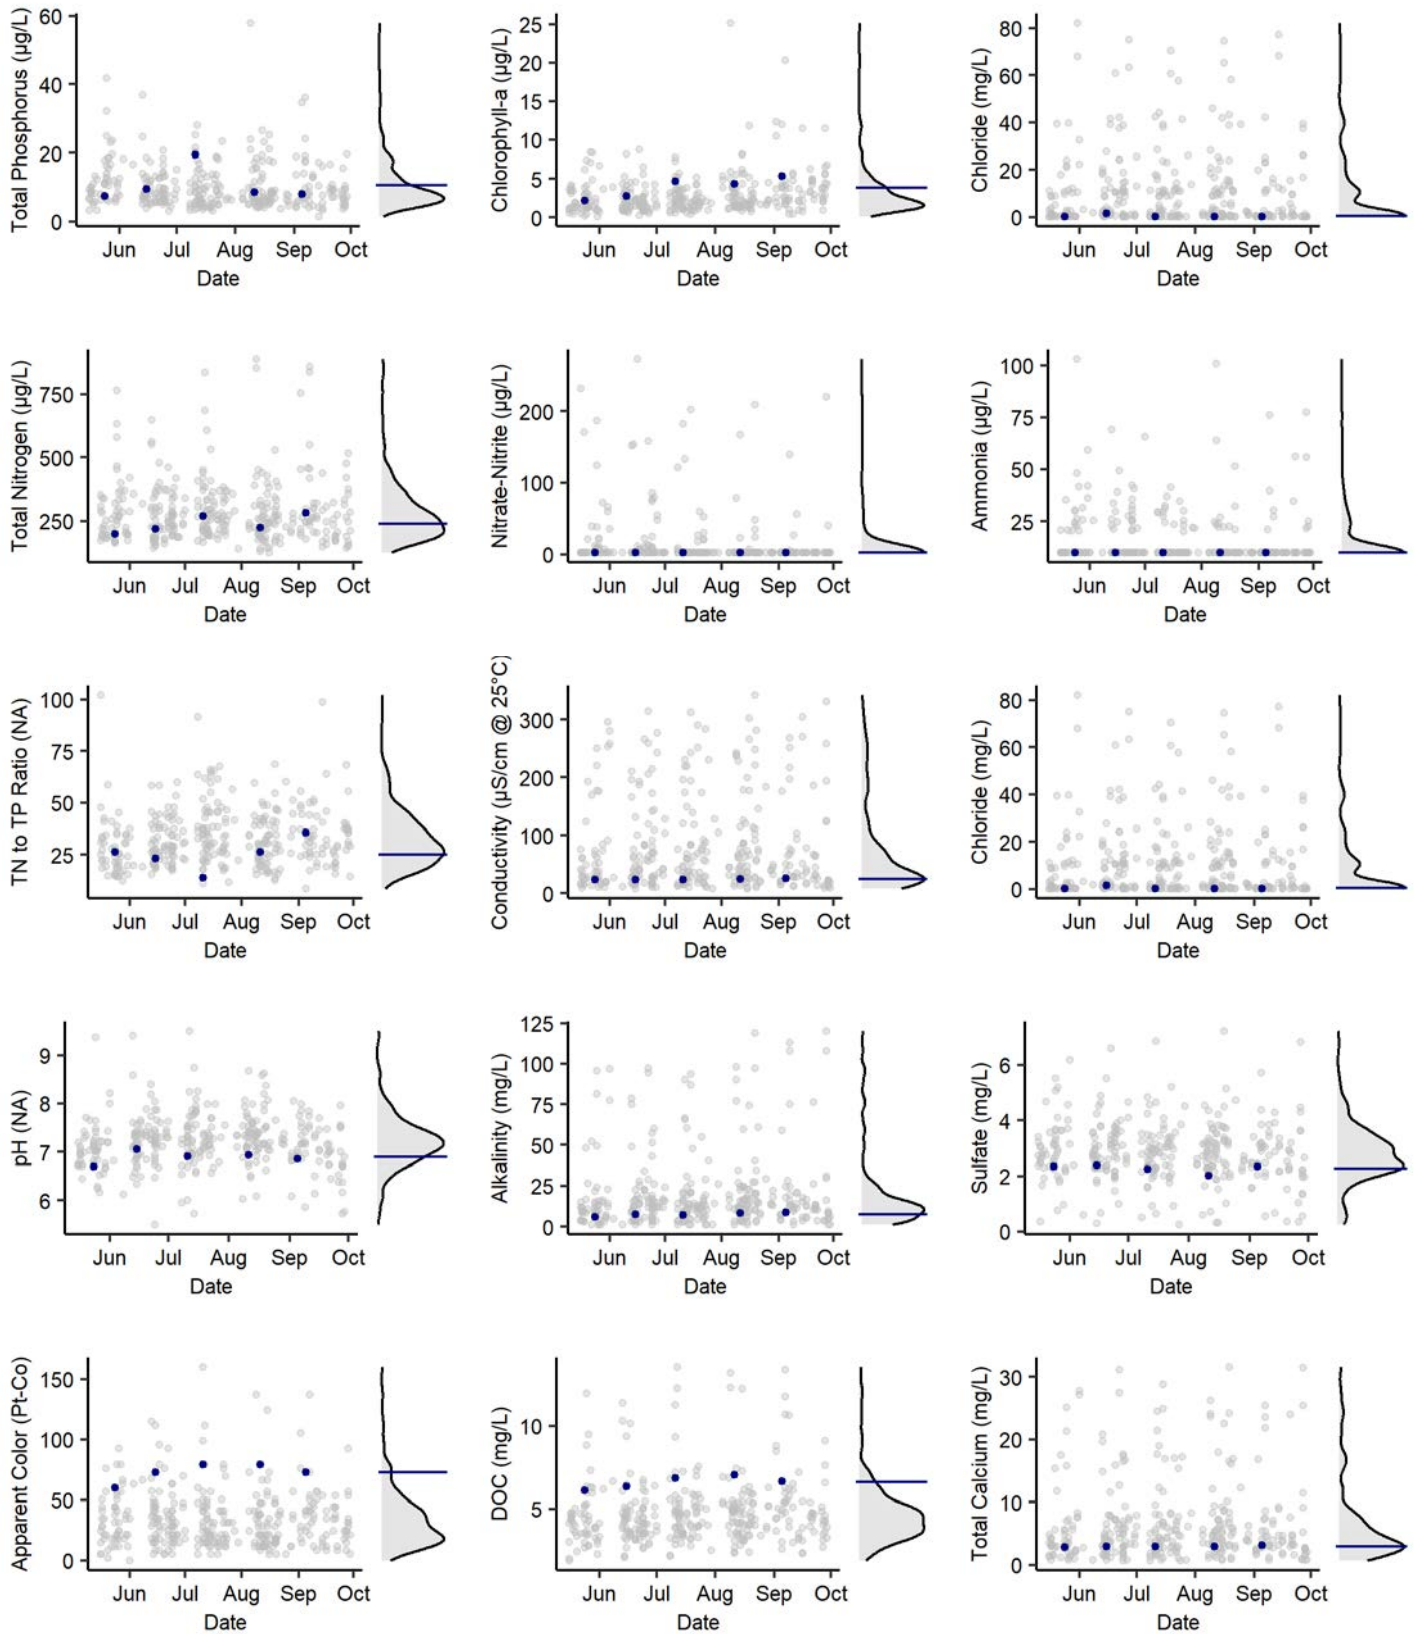 Total Phosphorus (µg/L)
60
40
20
0
Jun Jul Aug Sep Oct
Date
Chlorophyll-a (µg/L)
25
20
15
10
5
0
Jun Jul Aug Sep Oct
Date
Chloride (mg/L)
80
60
40
20
0
Jun Jul Aug Sep Oct
Date
Total Nitrogen (µg/L)
750
500
250
Jun Jul Aug Sep Oct
Date
Nitrate-Nitrite (µg/L)
200
100
0
Jun Jul Aug Sep Oct
Date
Ammonia (µg/L)
100
75
50
25
Jun Jul Aug Sep Oct
Date
TN to TP Ratio (NA)
100
75
50
25
Jun Jul Aug Sep Oct
Date
Conductivity (µS/cm @ 25°C)
300
200
100
0
Jun Jul Aug Sep Oct
Date
Chloride (mg/L)
80
60
40
20
0
Jun Jul Aug Sep Oct
Date
pH (NA)
9
8
7
6
Jun Jul Aug Sep Oct
Date
Alkalinity (mg/L)
125
100
75
50
25
0
Jun Jul Aug Sep Oct
Date
Sulfate (mg/L)
6
4
2
0
Jun Jul Aug Sep Oct
Date
Apparent Color (Pt-Co)
150
100
50
0
Jun Jul Aug Sep Oct
Date
DOC (mg/L)
10
5
Jun Jul Aug Sep Oct
Date
Total Calcium (mg/L)
30
20
10
0
Jun Jul Aug Sep Oct
Date